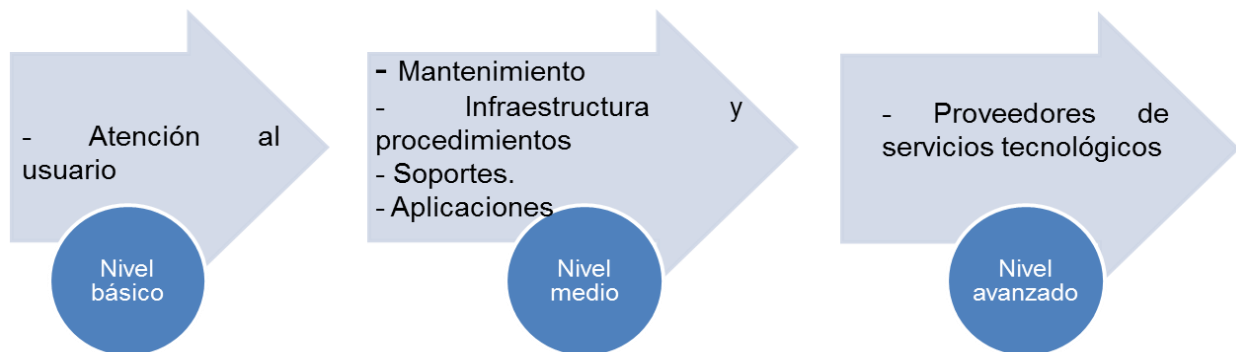 - Atención al
usuario
Nivel
básico
- Mantenimiento
- Infraestructura y
procedimientos
- Soportes.
- Aplicaciones
Nivel
medio
- Proveedores de
servicios tecnológicos
Nivel
avanzado